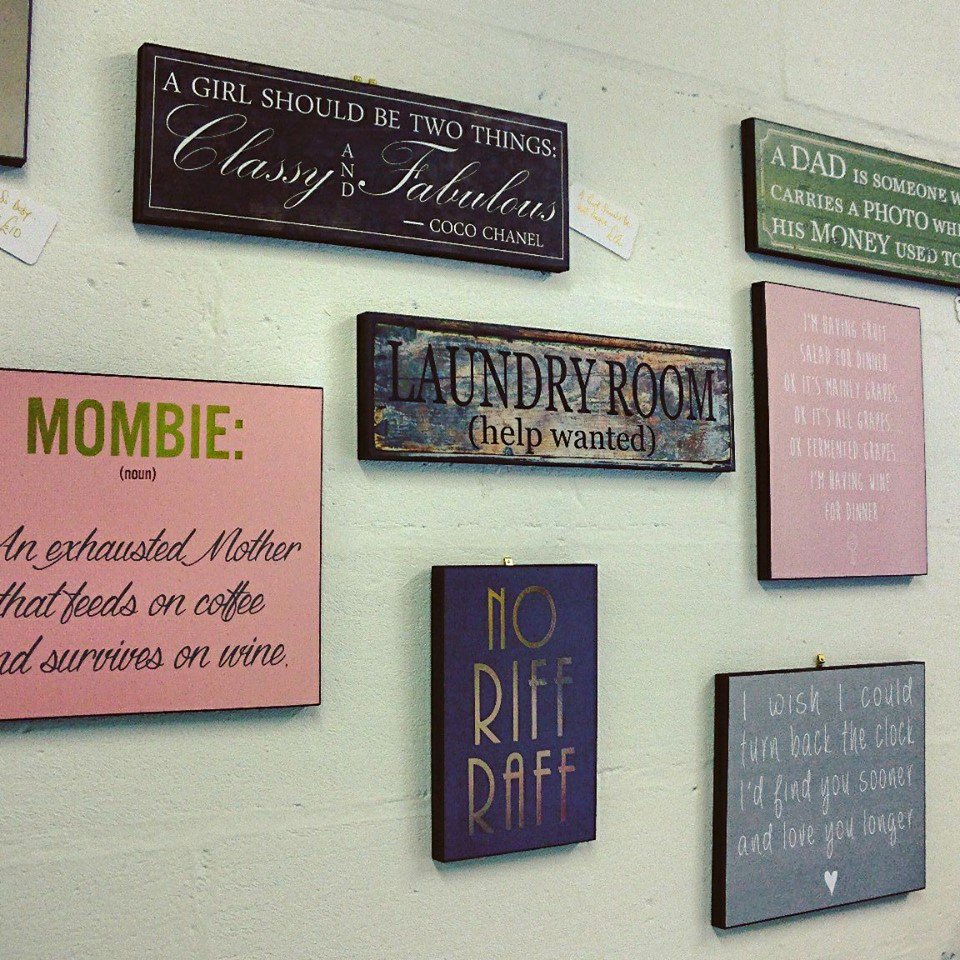 A GIRL SHOULD BE TWO THINGS:
Classy AND Fabulous
— COCO CHANEL
£10
A DAD IS SOMEONE W
CARRIES A PHOTO WHE
HIS MONEY USED TO
LAUNDRY ROOM
(help wanted)
I'M HAVING FRUIT
SALAD FOR DINNER
OK IT'S MAINLY GRAPES
OK IT'S ALL GRAPES
OK FERMENTED GRAPES
I'M HAVING WINE
FOR DINNER
MOMBIE:
(noun)
An exhausted Mother
that feeds on coffee
nd survives on wine.
NO
RIFF
RAFF
I wish I could
turn back the clock
I'd find you sooner
and love you longer